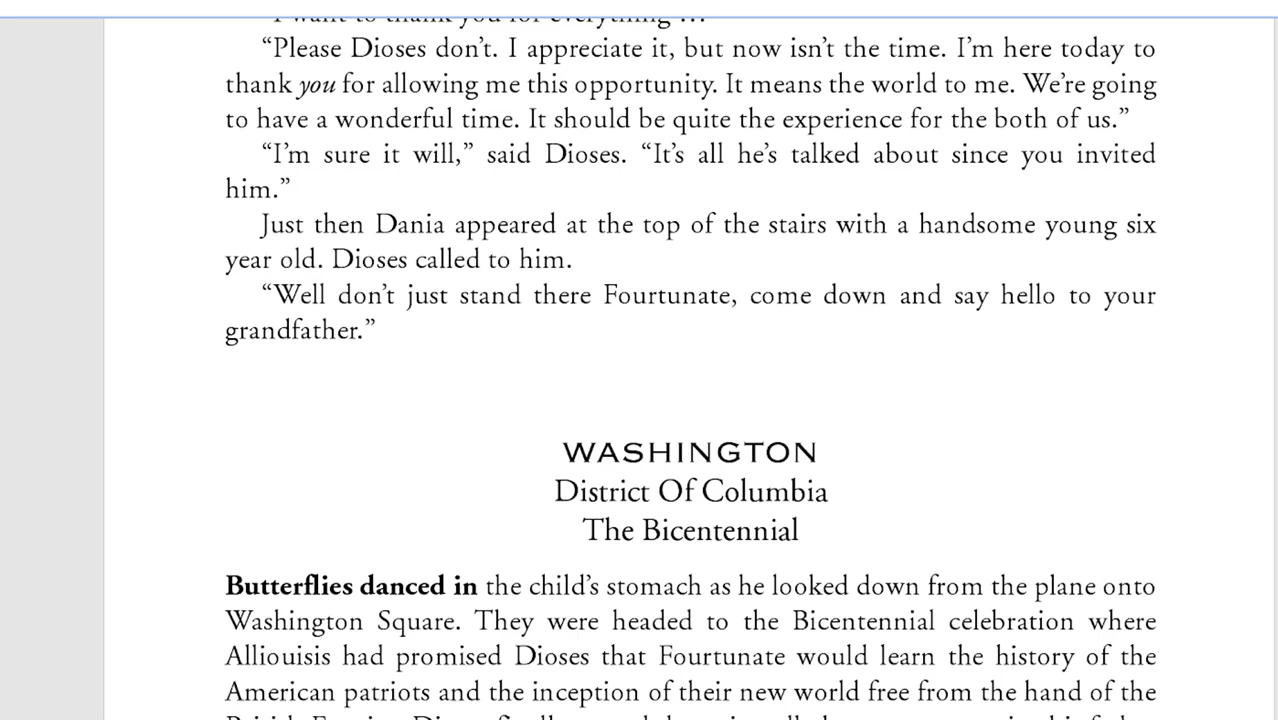 "I want to thank you for everything ...
“Please Dioses don’t. I appreciate it, but now isn’t the time. I’m here today to
thank you for allowing me this opportunity. It means the world to me. We’re going
to have a wonderful time. It should be quite the experience for the both of us.”
“I’m sure it will,” said Dioses. “It’s all he’s talked about since you invited
him.”
Just then Dania appeared at the top of the stairs with a handsome young six
year old. Dioses called to him.
“Well don’t just stand there Fourtunate, come down and say hello to your
grandfather.”
WASHINGTON
District Of Columbia
The Bicentennial
Butterflies danced in the child’s stomach as he looked down from the plane onto
Washington Square. They were headed to the Bicentennial celebration where
Alliouisis had promised Dioses that Fourtunate would learn the history of the
American patriots and the inception of their new world free from the hand of the